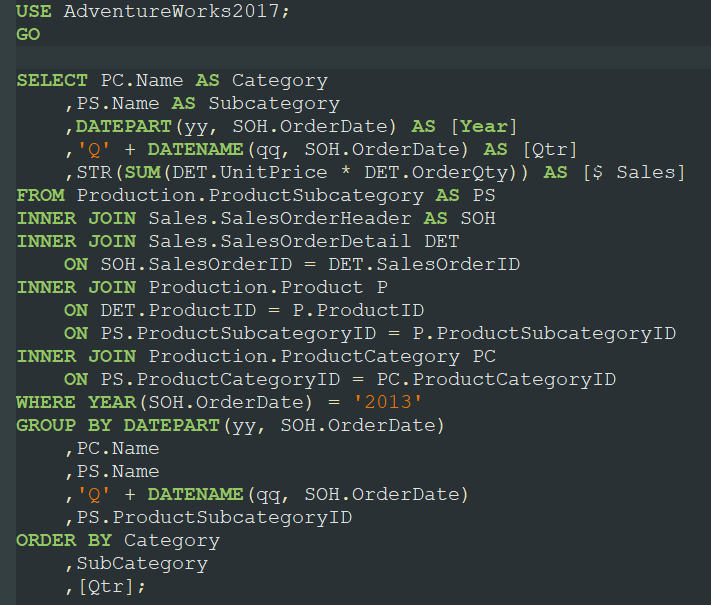 USE AdventureWorks2017;
GO
SELECT PC.Name AS Category
,PS.Name AS Subcategory
,DATEPART(yy, SOH.OrderDate) AS [Year]
,'Q' + DATENAME(qq, SOH.OrderDate) AS [Qtr]
,STR(SUM(DET.UnitPrice * DET.OrderQty)) AS [$ Sales]
FROM Production.ProductSubcategory AS PS
INNER JOIN Sales.SalesOrderHeader AS SOH
INNER JOIN Sales.SalesOrderDetail DET
ON SOH.SalesOrderID = DET.SalesOrderID
INNER JOIN Production.Product P
ON DET.ProductID = P.ProductID
ON PS.ProductSubcategoryID = P.ProductSubcategoryID
INNER JOIN Production.ProductCategory PC
ON PS.ProductCategoryID = PC.ProductCategoryID
WHERE YEAR(SOH.OrderDate) = '2013'
GROUP BY DATEPART(yy, SOH.OrderDate)
,PC.Name
,PS.Name
,'Q' + DATENAME(qq, SOH.OrderDate)
,PS.ProductSubcategoryID
ORDER BY Category
,SubCategory
,[Qtr];